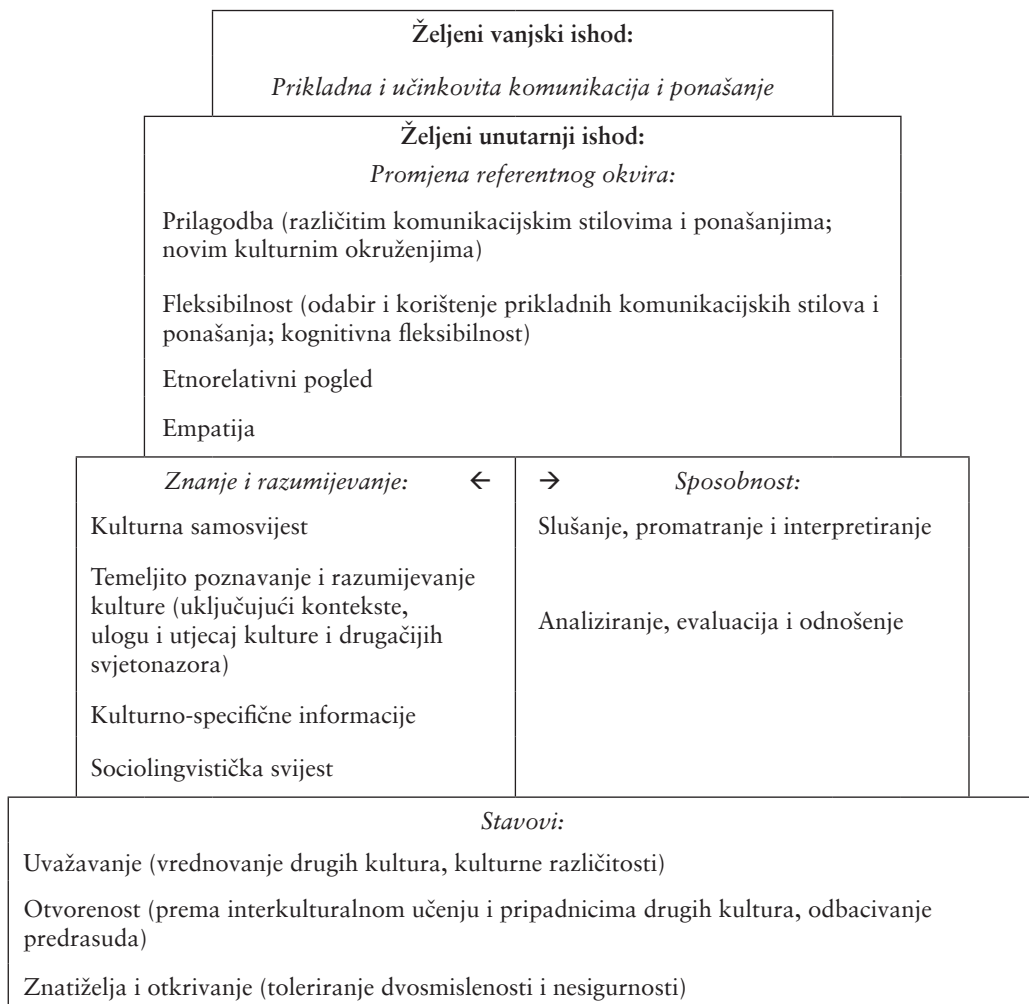 Željeni vanjski ishod:
Prikladna i učinkovita komunikacija i ponašanje
Željeni unutarnji ishod:
Promjena referentnog okvira:
Prilagodba (različitim komunikacijskim stilovima i ponašanjima;
novim kulturnim okruženjima)
Fleksibilnost (odabir i korištenje prikladnih komunikacijskih stilova i
ponašanja; kognitivna fleksibilnost)
Etnorelativni pogled
Empatija
Znanje i razumijevanje: ←
Kulturna samosvijest
Temeljito poznavanje i razumijevanje
kulture (uključujući kontekste,
ulogu i utjecaj kulture i drugačijih
svjetonazora)
Kulturno-specifične informacije
Sociolingvistička svijest
→ Sposobnost:
Slušanje, promatranje i interpretiranje
Analiziranje, evaluacija i odnošenje
Stavovi:
Uvažavanje (vrednovanje drugih kultura, kulturne različitosti)
Otvorenost (prema interkulturalnom učenju i pripadnicima drugih kultura, odbacivanje
predrasuda)
Znatiželja i otkrivanje (toleriranje dvosmislenosti i nesigurnosti)